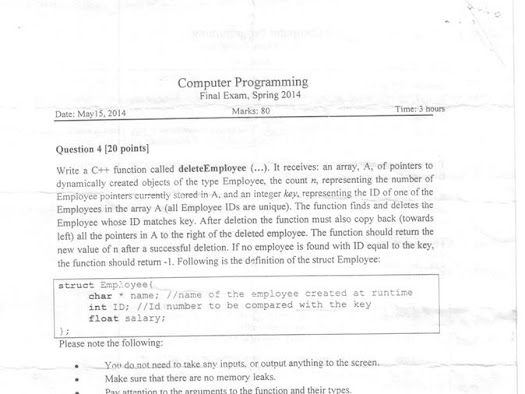 Computer Programming
Final Exam, Spring 2014
Date: May15, 2014 Marks: 80 Time: 3 hours
Question 4 [20 points]
Write a C++ function called deleteEmployee (...). It receives: an array, A, of pointers to
dynamically created objects of the type Employee, the count n, representing the number of
Employee pointers currently stored in A, and an integer key, representing the ID of one of the
Employees in the array A (all Employee IDs are unique). The function finds and deletes the
Employee whose ID matches key. After deletion the function must also copy back (towards
left) all the pointers in A to the right of the deleted employee. The function should return the
new value of n after a successful deletion. If no employee is found with ID equal to the key,
the function should return -1. Following is the definition of the struct Employee:
struct Employee{
char * name; //name of the employee created at runtime
int ID; //Id number to be compared with the key
float salary;
};
Please note the following:
• You do not need to take any inputs, or output anything to the screen.
• Make sure that there are no memory leaks.
• Pay attention to the arguments to the function and their types.